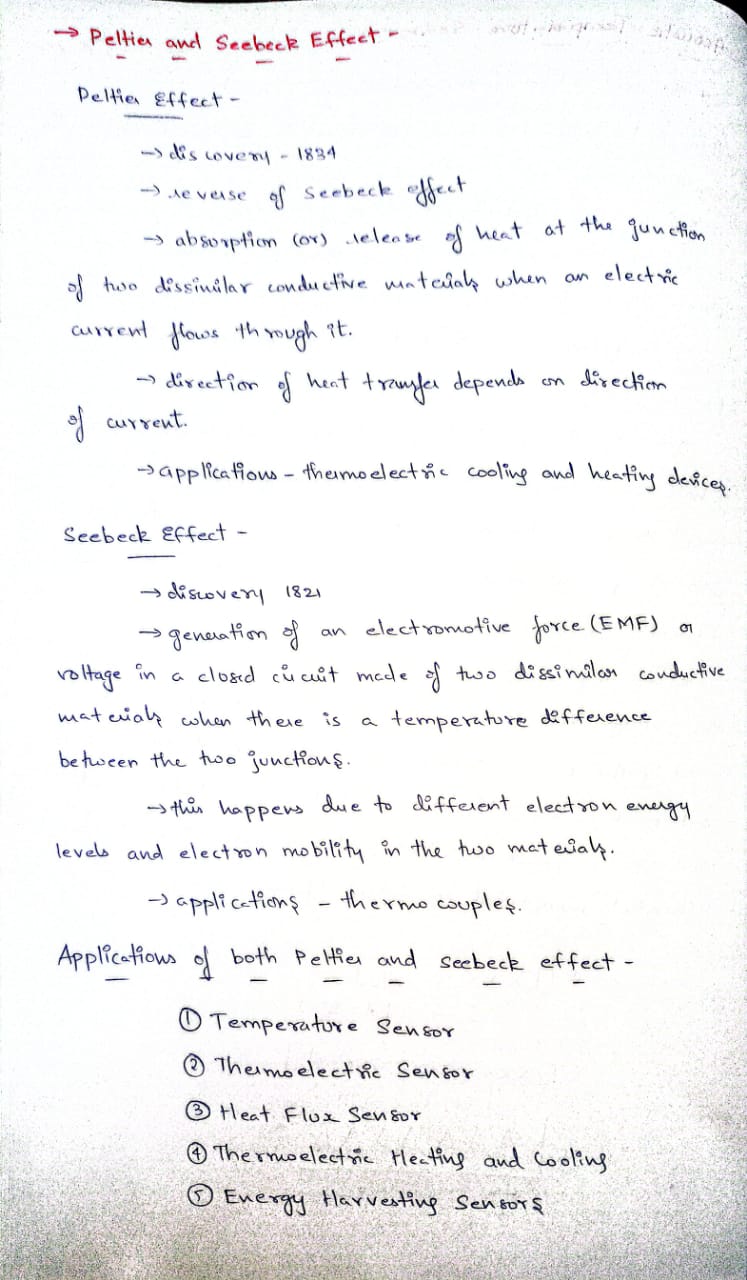 → Peltier and Seebeck Effect -
Peltier Effect -
→ discovery - 1834
→ reverse of Seebeck effect
→ absorption (or) release of heat at the junction
of two dissimilar conductive materials when an electric
current flows through it.
→ direction of heat transfer depends on direction
of current.
→ applications - thermoelectric cooling and heating devices.
Seebeck Effect -
→ discovery 1821
→ generation of an electromotive force (EMF) or
voltage in a closed circuit made of two dissimilar conductive
materials when there is a temperature difference
between the two junctions.
→ this happens due to different electron energy
levels and electron mobility in the two materials.
→ applications - thermo couples.
Applications of both Peltier and Seebeck effect -
① Temperature Sensor
② Thermoelectric Sensor
③ Heat Flux Sensor
④ Thermoelectric Heating and Cooling
⑤ Energy Harvesting Sensors